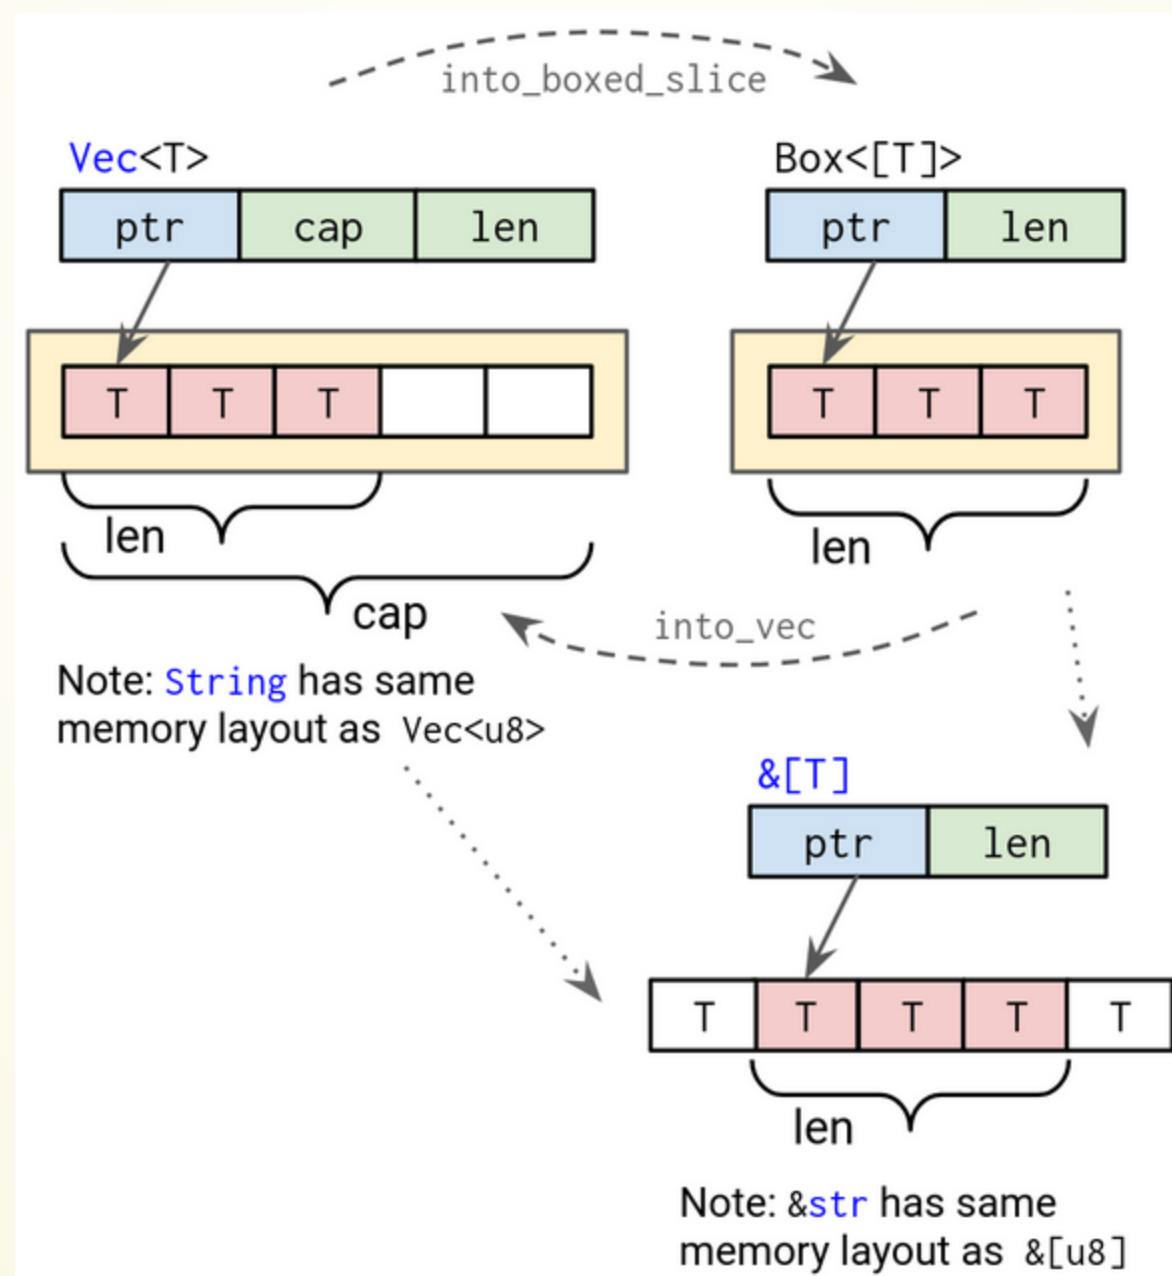 into_boxed_slice
Vec<T>
ptr cap len
T T T
len
cap
Box<[T]>
ptr len
T T T
len
into_vec
Note: String has same
memory layout as Vec<u8>
&[T]
ptr len
T T T T T
len
Note: &str has same
memory layout as &[u8]